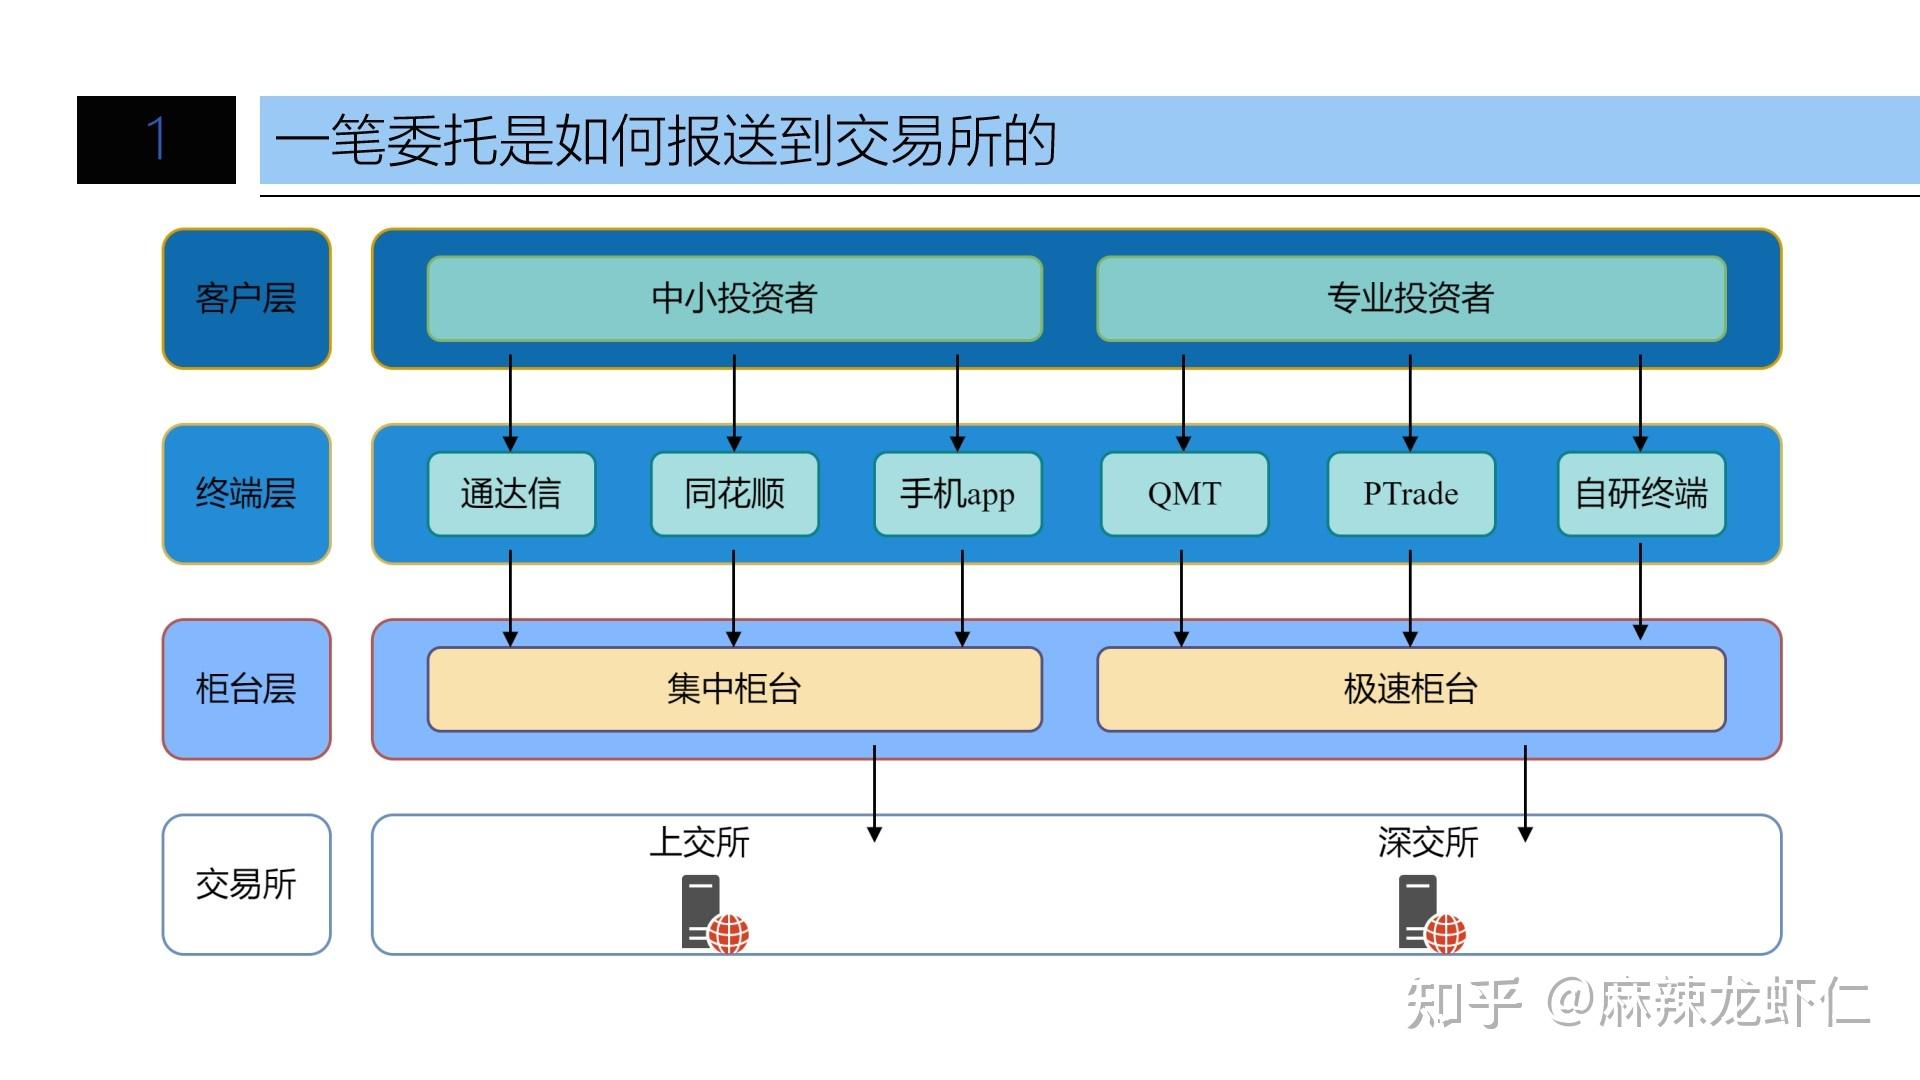 1
一笔委托是如何报送到交易所的
客户层
中小投资者
专业投资者
终端层
通达信
同花顺
手机app
QMT
PTrade
自研终端
柜台层
集中柜台
极速柜台
交易所
上交所
深交所
知乎 @麻辣龙虾仁